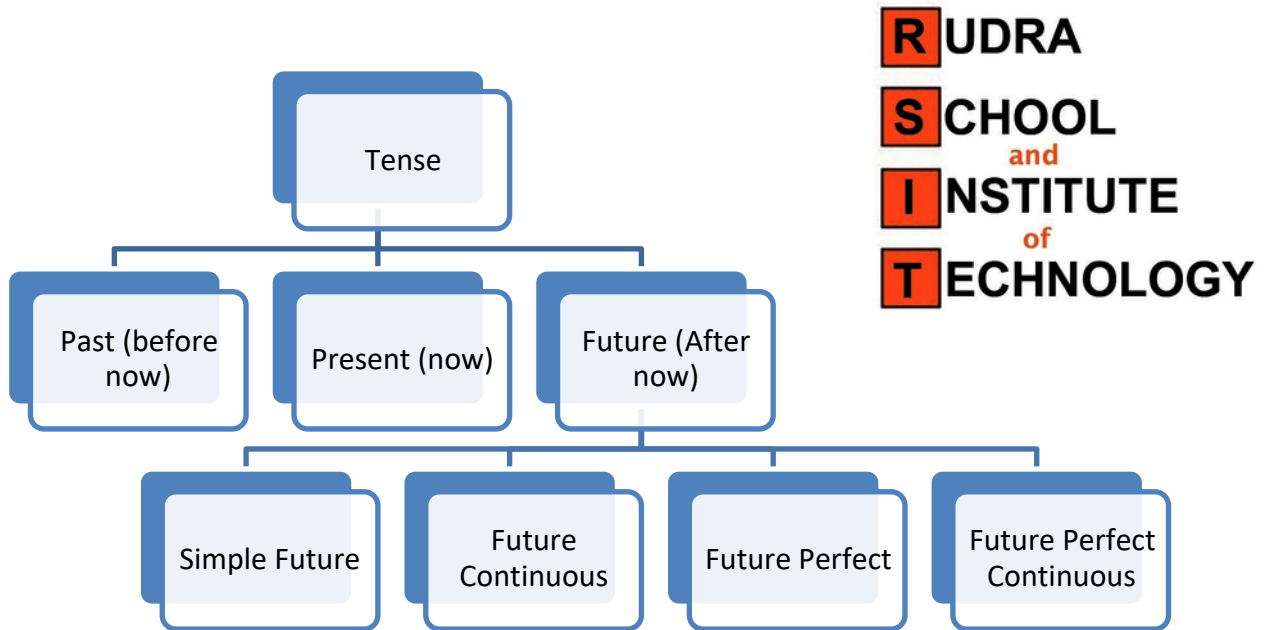 RUDRA
SCHOOL
and
INSTITUTE
of
TECHNOLOGY
Tense
Past (before
now)
Present (now)
Future (After
now)
Simple Future
Future
Continuous
Future Perfect
Future Perfect
Continuous